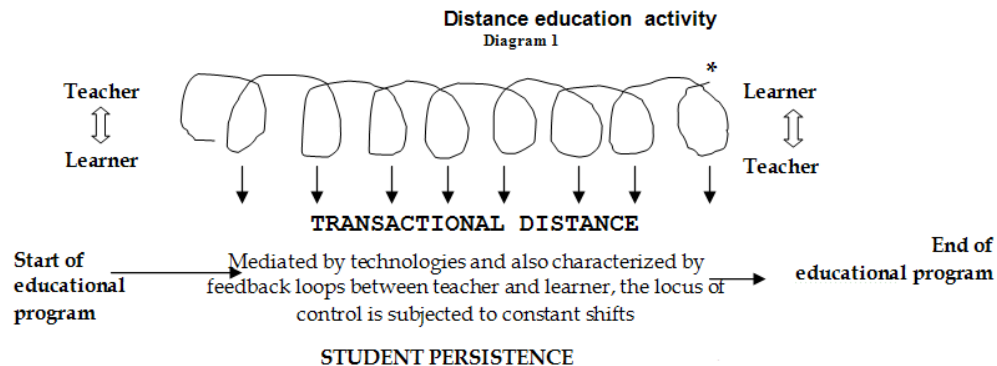 Distance education activity
Diagram 1
*
Teacher
Learner
Learner
Teacher
TRANSACTIONAL DISTANCE
Start of
educational
program
Mediated by technologies and also characterized by
feedback loops between teacher and learner, the locus of
control is subjected to constant shifts
End of
educational program
STUDENT PERSISTENCE